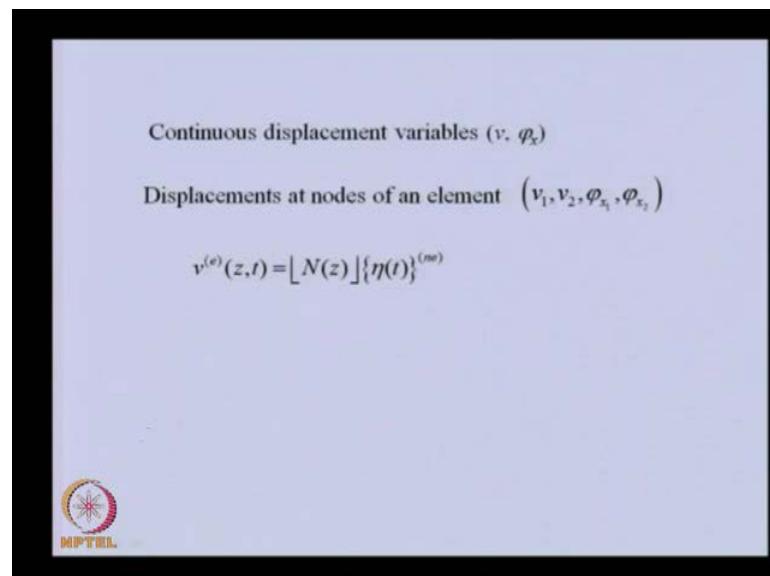 Continuous displacement variables (v, φₓ)
Displacements at nodes of an element (v₁, v₂, φₓ₁, φₓ₂)
v⁽ᵉ⁾(z,t) = ⌊N(z)⌋{η(t)}⁽ⁿᵉ⁾
NPTEL